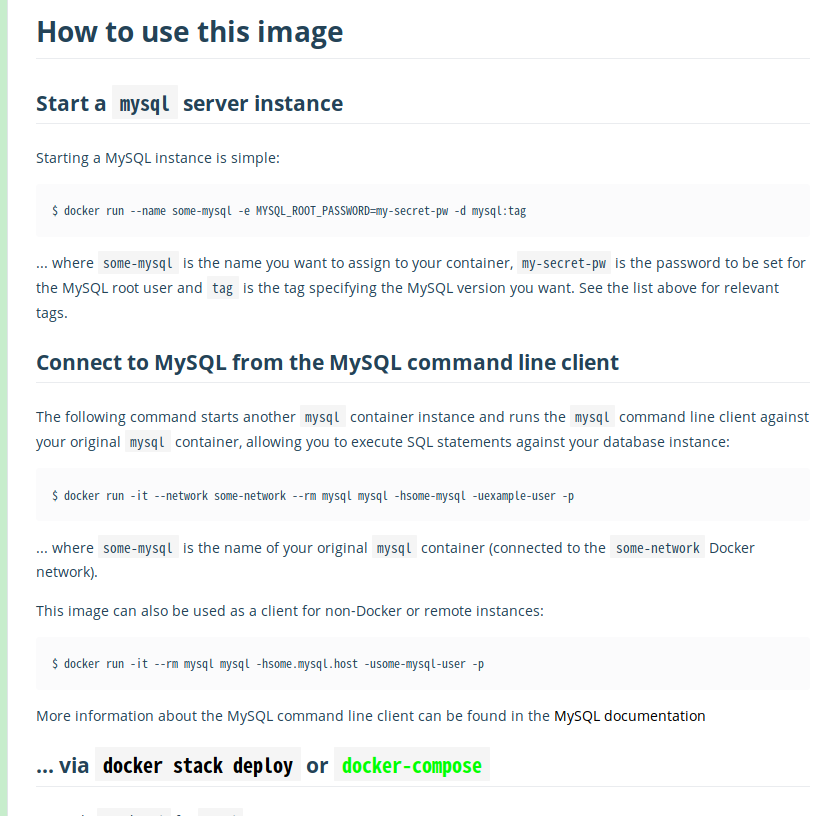 How to use this image
Start a mysql server instance
Starting a MySQL instance is simple:
$ docker run --name some-mysql -e MYSQL_ROOT_PASSWORD=my-secret-pw -d mysql:tag
... where some-mysql is the name you want to assign to your container, my-secret-pw is the password to be set for
the MySQL root user and tag is the tag specifying the MySQL version you want. See the list above for relevant
tags.
Connect to MySQL from the MySQL command line client
The following command starts another mysql container instance and runs the mysql command line client against
your original mysql container, allowing you to execute SQL statements against your database instance:
$ docker run -it --network some-network --rm mysql mysql -hsome-mysql -uexample-user -p
... where some-mysql is the name of your original mysql container (connected to the some-network Docker
network).
This image can also be used as a client for non-Docker or remote instances:
$ docker run -it --rm mysql mysql -hsome.mysql.host -usome-mysql-user -p
More information about the MySQL command line client can be found in the MySQL documentation
... via docker stack deploy or docker-compose